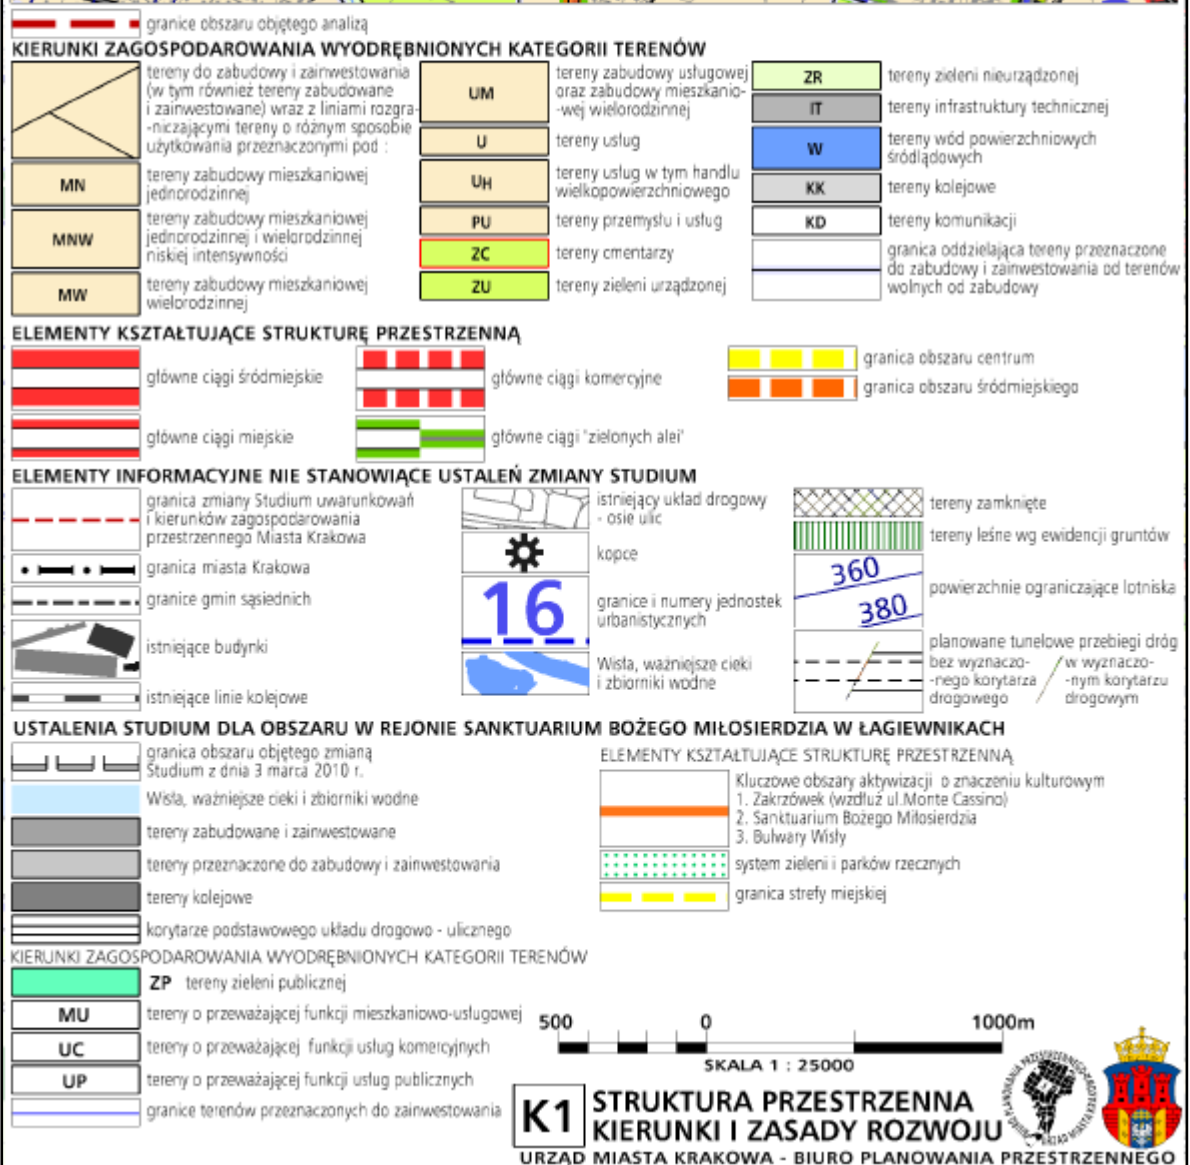 granice obszaru objętego analizą
KIERUNKI ZAGOSPODAROWANIA WYODRĘBNIONYCH KATEGORII TERENÓW
tereny do zabudowy i zainwestowania
(w tym również tereny zabudowane
i zainwestowane) wraz z liniami rozgra-
-niczającymi tereny o różnym sposobie
użytkowania przeznaczonymi pod :
MN
tereny zabudowy mieszkaniowej
jednorodzinnej
MNW
tereny zabudowy mieszkaniowej
jednorodzinnej i wielorodzinnej
niskiej intensywności
MW
tereny zabudowy mieszkaniowej
wielorodzinnej
UM
tereny zabudowy usługowej
oraz zabudowy mieszkanio-
-wej wielorodzinnej
U
tereny usług
UH
tereny usług w tym handlu
wielkopowierzchniowego
PU
tereny przemysłu i usług
ZC
tereny cmentarzy
ZU
tereny zieleni urządzonej
ZR
tereny zieleni nieurządzonej
IT
tereny infrastruktury technicznej
W
tereny wód powierzchniowych
śródlądowych
KK
tereny kolejowe
KD
tereny komunikacji
granica oddzielająca tereny przeznaczone
do zabudowy i zainwestowania od terenów
wolnych od zabudowy
ELEMENTY KSZTAŁTUJĄCE STRUKTURĘ PRZESTRZENNĄ
główne ciągi śródmiejskie
główne ciągi miejskie
główne ciągi komercyjne
główne ciągi "zielonych alei"
granica obszaru centrum
granica obszaru śródmiejskiego
ELEMENTY INFORMACYJNE NIE STANOWIĄCE USTALEŃ ZMIANY STUDIUM
granica zmiany Studium uwarunkowań
i kierunków zagospodarowania
przestrzennego Miasta Krakowa
granica miasta Krakowa
granice gmin sąsiednich
istniejące budynki
istniejące linie kolejowe
istniejący układ drogowy
- osie ulic
kopce
16
granice i numery jednostek
urbanistycznych
Wisła, ważniejsze cieki
i zbiorniki wodne
tereny zamknięte
tereny leśne wg ewidencji gruntów
360
380
powierzchnie ograniczające lotniska
planowane tunelowe przebiegi dróg
bez wyznaczo-
-nego korytarza
drogowego
w wyznaczo-
-nym korytarzu
drogowym
USTALENIA STUDIUM DLA OBSZARU W REJONIE SANKTUARIUM BOŻEGO MIŁOSIERDZIA W ŁAGIEWNIKACH
granica obszaru objętego zmianą
Studium z dnia 3 marca 2010 r.
Wisła, ważniejsze cieki i zbiorniki wodne
tereny zabudowane i zainwestowane
tereny przeznaczone do zabudowy i zainwestowania
tereny kolejowe
korytarze podstawowego układu drogowo - ulicznego
ELEMENTY KSZTAŁTUJĄCE STRUKTURĘ PRZESTRZENNĄ
Kluczowe obszary aktywizacji o znaczeniu kulturowym
1. Zakrzówek (wzdłuż ul.Monte Cassino)
2. Sanktuarium Bożego Miłosierdzia
3. Bulwary Wisły
system zieleni i parków rzecznych
granica strefy miejskiej
KIERUNKI ZAGOSPODAROWANIA WYODRĘBNIONYCH KATEGORII TERENÓW
ZP tereny zieleni publicznej
MU
tereny o przeważającej funkcji mieszkaniowo-usługowej
UC
tereny o przeważającej funkcji usług komercyjnych
UP
tereny o przeważającej funkcji usług publicznych
granice terenów przeznaczonych do zainwestowania
500 0 1000m
SKALA 1 : 25000
K1
STRUKTURA PRZESTRZENNA
KIERUNKI I ZASADY ROZWOJU
URZĄD MIASTA KRAKOWA - BIURO PLANOWANIA PRZESTRZENNEGO